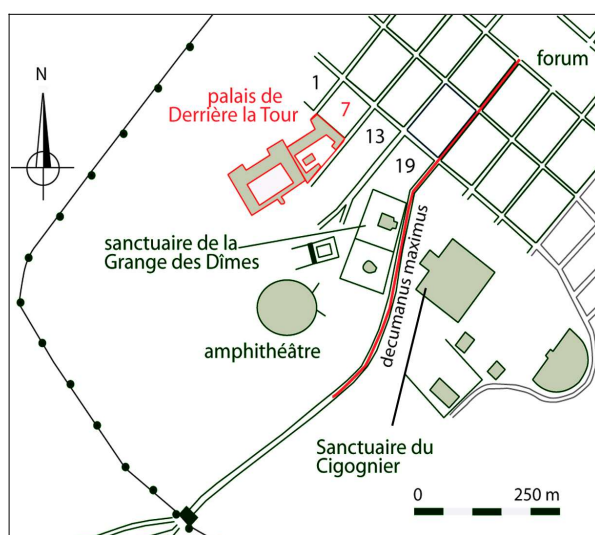 N
forum
1
palais de
Derrière la Tour
7
13
19
sanctuaire de la
Grange des Dîmes
decumanus maximus
amphithéâtre
Sanctuaire du
Cigognier
0 250 m